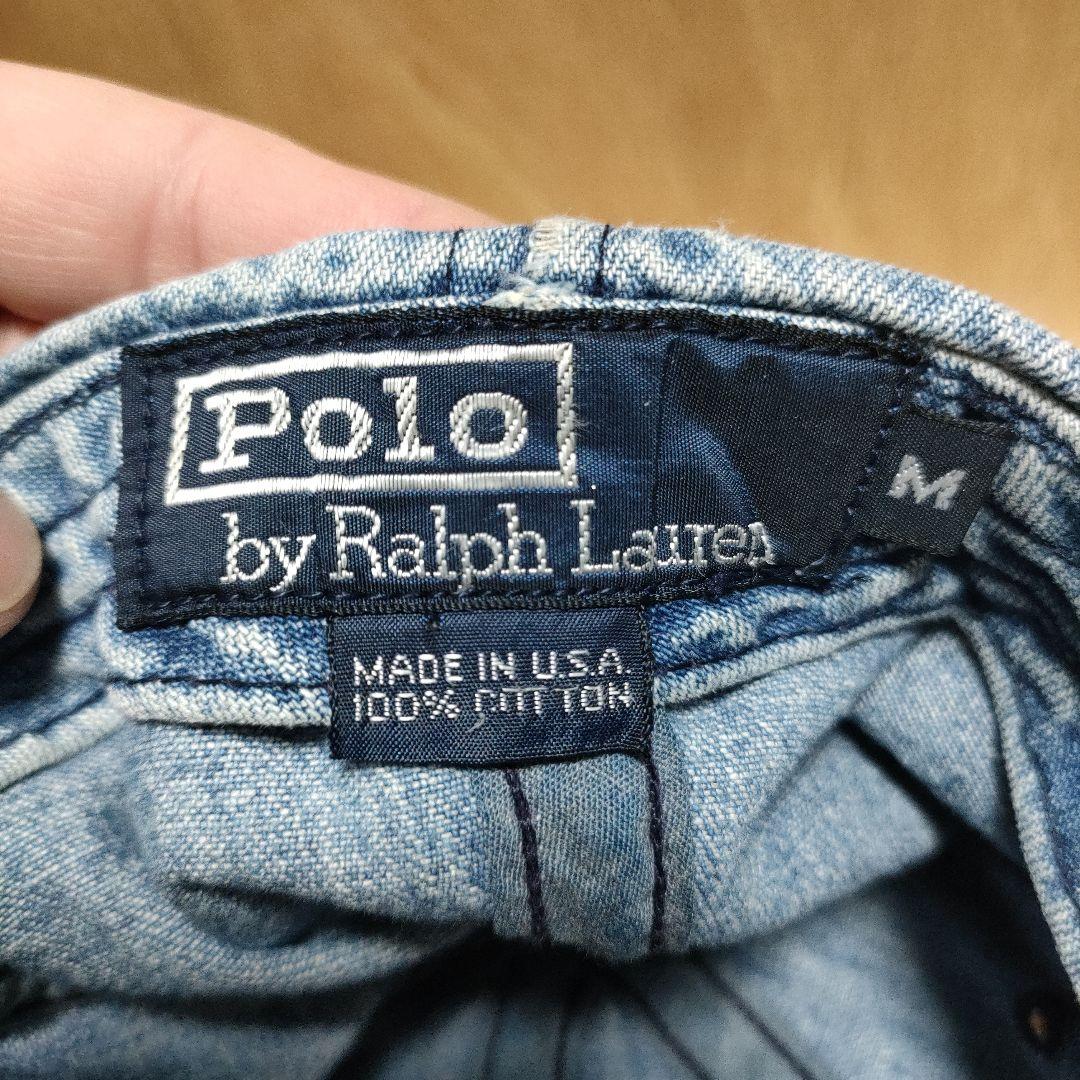 Polo
by Ralph Lauren
M
MADE IN U.S.A.
100% COTTON